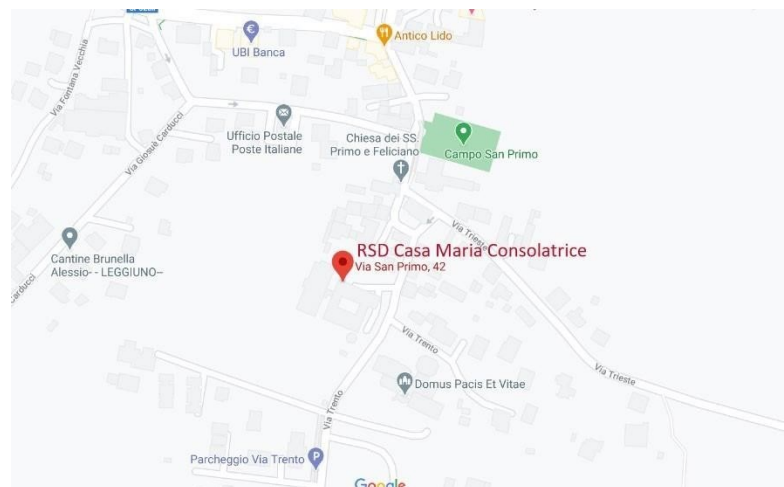 Via Fontana Vecchia
UBI Banca
Antico Lido
Via Giosuè Carducci
Ufficio Postale
Poste Italiane
Chiesa dei SS.
Primo e Feliciano
Campo San Primo
Via Trieste
Cantine Brunella
Alessio- - LEGGIUNO--
Carducci
RSD Casa Maria Consolatrice
Via San Primo, 42
Via Trento
Via Trieste
Domus Pacis Et Vitae
Via Trento
Parcheggio Via Trento
P
Google